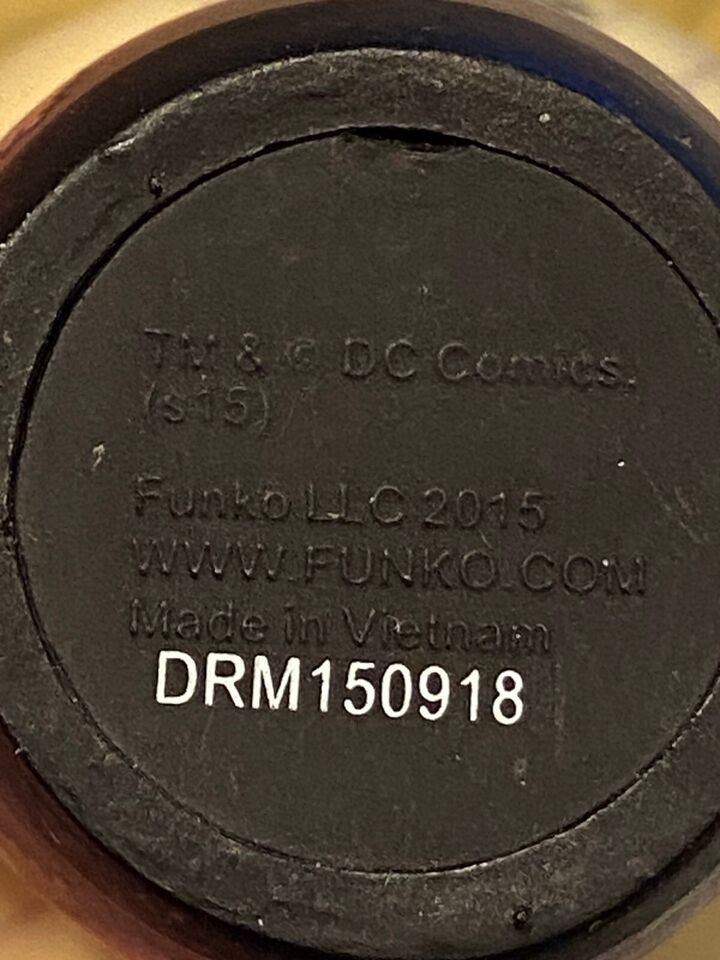 TM & © DC Comics.
(s15)
Funko LLC 2015
WWW.FUNKO.COM
Made in Vietnam
DRM150918